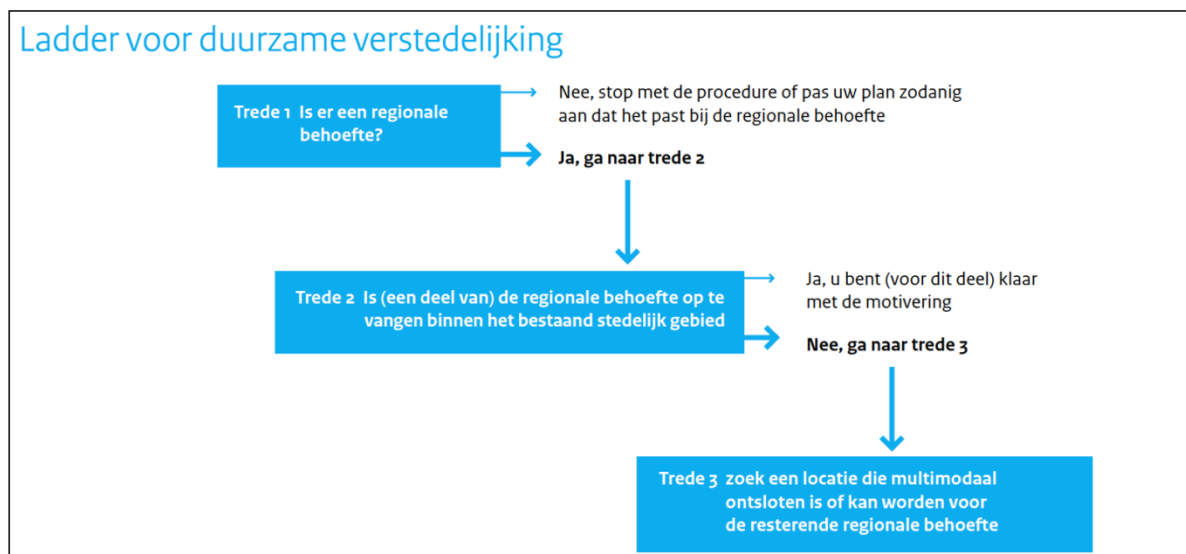 Ladder voor duurzame verstedelijking
Trede 1 Is er een regionale
behoefte?
Nee, stop met de procedure of pas uw plan zodanig
aan dat het past bij de regionale behoefte
Ja, ga naar trede 2
Trede 2 Is (een deel van) de regionale behoefte op te
vangen binnen het bestaand stedelijk gebied
Ja, u bent (voor dit deel) klaar
met de motivering
Nee, ga naar trede 3
Trede 3 zoek een locatie die multimodaal
ontsloten is of kan worden voor
de resterende regionale behoefte